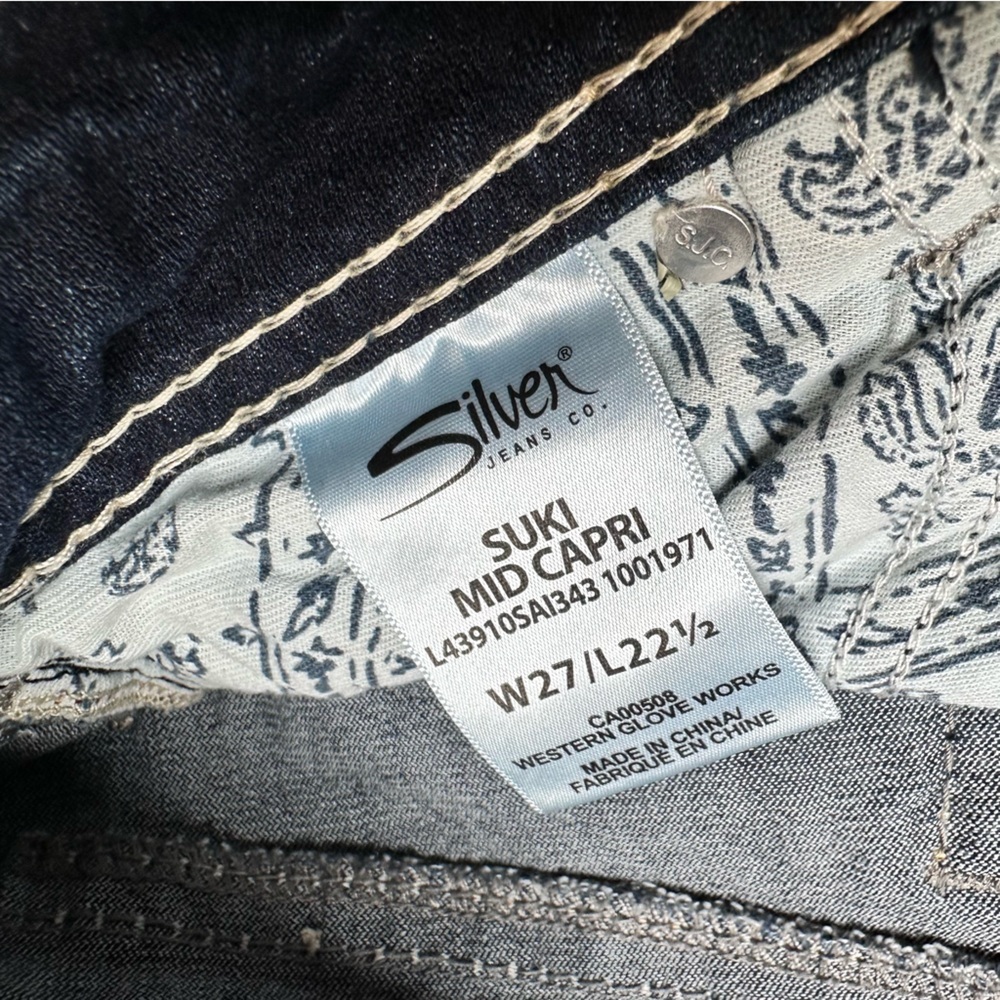 S.J.C.
Silver®
JEANS CO.
SUKI
MID CAPRI
L43910SAI343 1001971
W27/L22½
CA00508
WESTERN GLOVE WORKS
MADE IN CHINA/
FABRIQUE EN CHINE